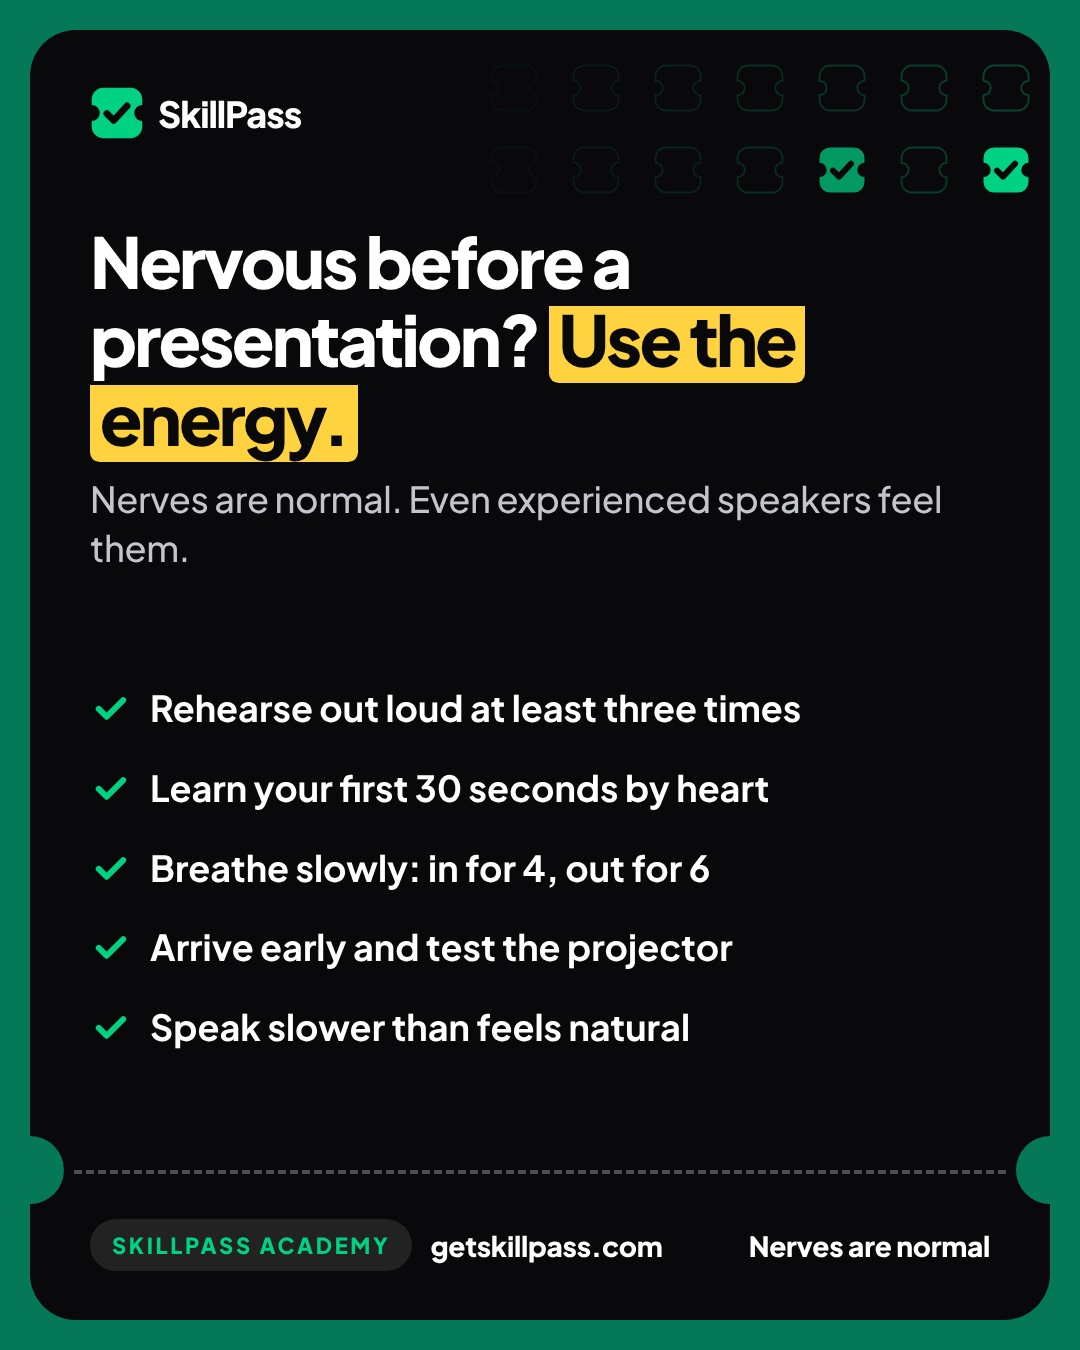 SkillPass
Nervous before a
presentation? Use the
energy.
Nerves are normal. Even experienced speakers feel
them.
Rehearse out loud at least three times
Learn your first 30 seconds by heart
Breathe slowly: in for 4, out for 6
Arrive early and test the projector
Speak slower than feels natural
SKILLPASS ACADEMY getskillpass.com Nerves are normal